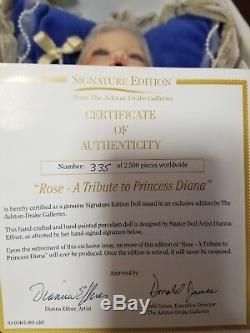 SIGNATURE EDITION
from The Ashton-Drake Galleries
CERTIFICATE
OF
AUTHENTICITY
Number: 335 of 2,500 pieces worldwide
"Rose - A Tribute to Princess Diana"
is hereby certified as a genuine Signature Edition Doll issued in an exclusive edition by The
Ashton-Drake Galleries.
This hand-crafted and hand-painted porcelain doll is designed by Master Doll Artist Dianna
Effner, as attested by her hand-signed signature below.
Upon the retirement of this exclusive issue, no more of this edition of "Rose - A Tribute to
Princess Diana" will ever be produced. Once the edition is retired, it will never be reopened.
Approved by:
Dianna Effner
Dianna Effner, Artist
James, Executive Director
The Ashton-Drake Galleries